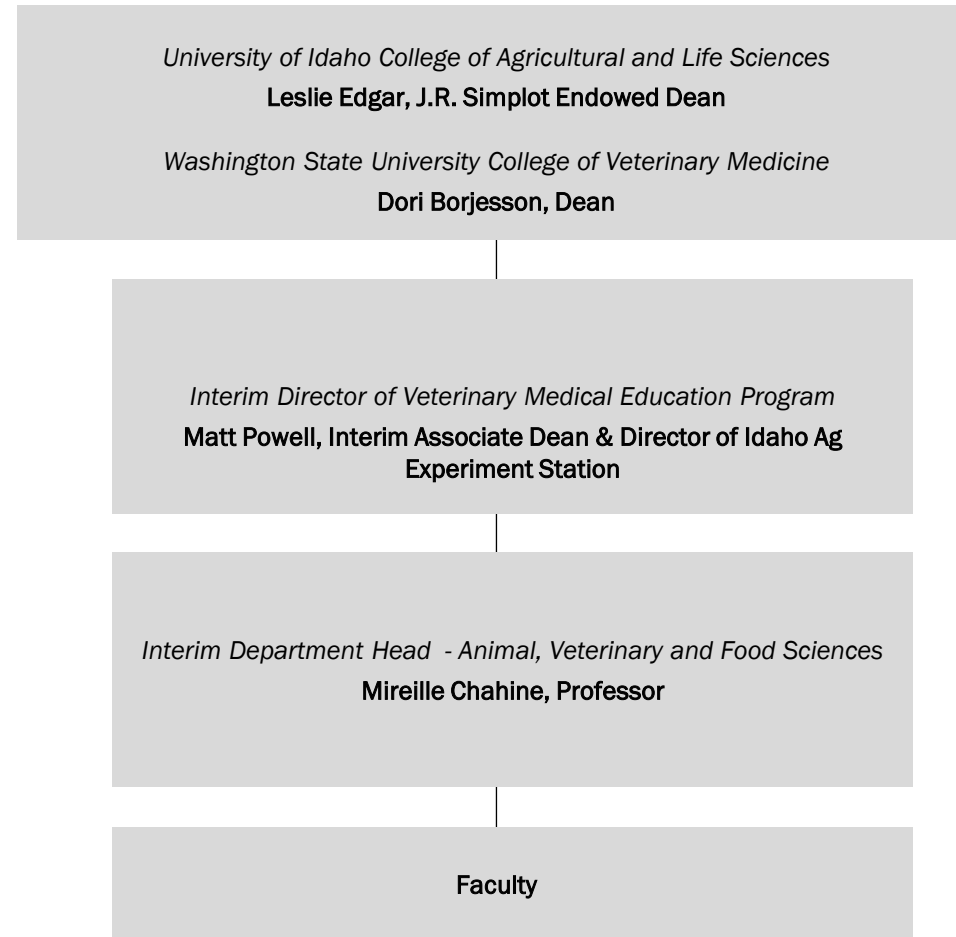 University of Idaho College of Agricultural and Life Sciences
Leslie Edgar, J.R. Simplot Endowed Dean
Washington State University College of Veterinary Medicine
Dori Borjesson, Dean
Interim Director of Veterinary Medical Education Program
Matt Powell, Interim Associate Dean & Director of Idaho Ag
Experiment Station
Interim Department Head - Animal, Veterinary and Food Sciences
Mireille Chahine, Professor
Faculty